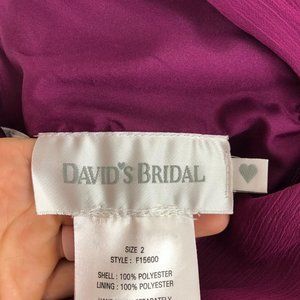 DAVID'S BRIDAL
SIZE 2
STYLE : F15600
SHELL : 100% POLYESTER
LINING : 100% POLYESTER